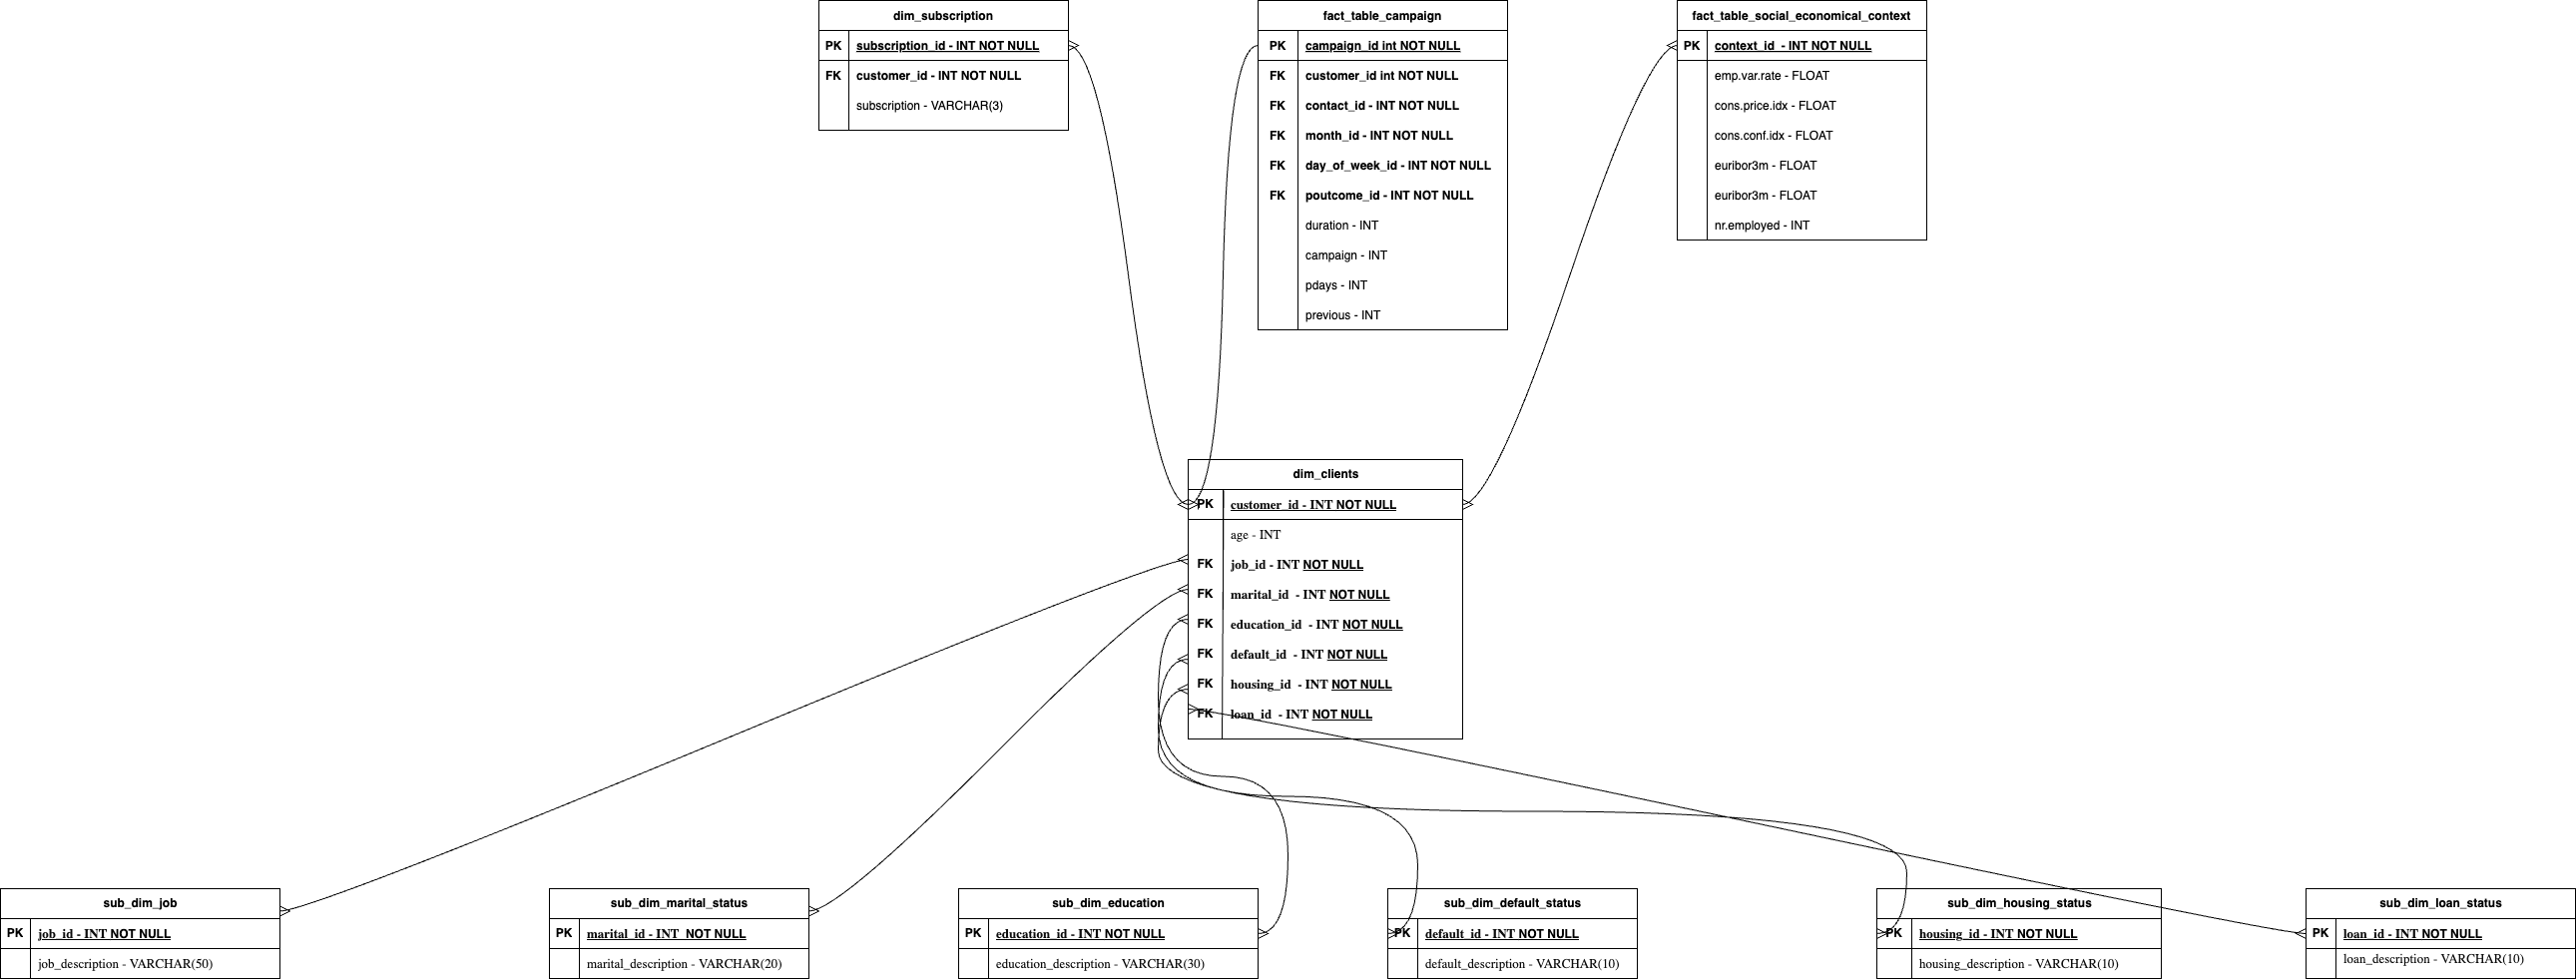 dim_subscription
PK subscription_id - INT NOT NULL
FK customer_id - INT NOT NULL
subscription - VARCHAR(3)
fact_table_campaign
PK campaign_id int NOT NULL
FK customer_id int NOT NULL
FK contact_id - INT NOT NULL
FK month_id - INT NOT NULL
FK day_of_week_id - INT NOT NULL
FK poutcome_id - INT NOT NULL
duration - INT
campaign - INT
pdays - INT
previous - INT
fact_table_social_economical_context
PK context_id - INT NOT NULL
emp.var.rate - FLOAT
cons.price.idx - FLOAT
cons.conf.idx - FLOAT
euribor3m - FLOAT
euribor3m - FLOAT
nr.employed - INT
dim_clients
PK customer_id - INT NOT NULL
age - INT
FK job_id - INT NOT NULL
FK marital_id - INT NOT NULL
FK education_id - INT NOT NULL
FK default_id - INT NOT NULL
FK housing_id - INT NOT NULL
FK loan_id - INT NOT NULL
sub_dim_job
PK job_id - INT NOT NULL
job_description - VARCHAR(50)
sub_dim_marital_status
PK marital_id - INT NOT NULL
marital_description - VARCHAR(20)
sub_dim_education
PK education_id - INT NOT NULL
education_description - VARCHAR(30)
sub_dim_default_status
PK default_id - INT NOT NULL
default_description - VARCHAR(10)
sub_dim_housing_status
PK housing_id - INT NOT NULL
housing_description - VARCHAR(10)
sub_dim_loan_status
PK loan_id - INT NOT NULL
loan_description - VARCHAR(10)